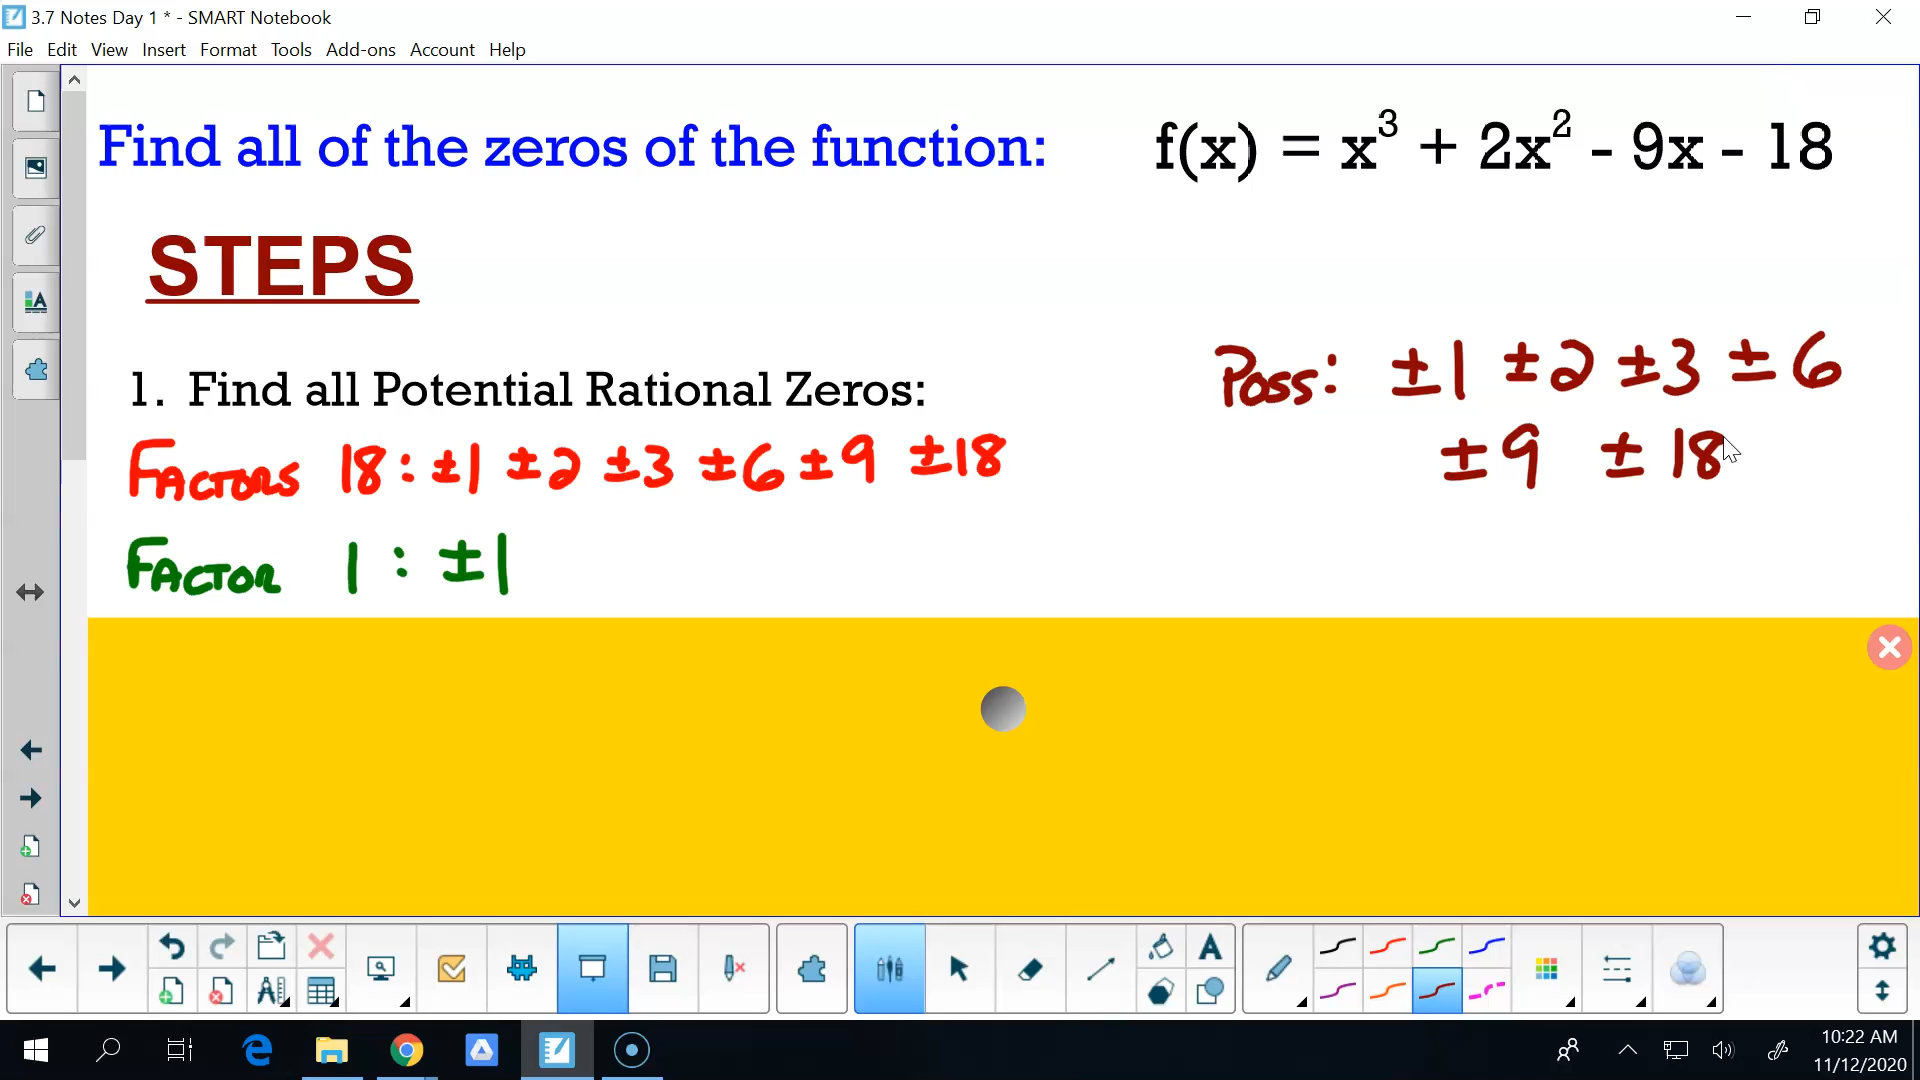 3.7 Notes Day 1 * - SMART Notebook
File Edit View Insert Format Tools Add-ons Account Help
Find all of the zeros of the function: f(x) = x³ + 2x² - 9x - 18
STEPS
1. Find all Potential Rational Zeros:
Poss: ±1 ±2 ±3 ±6
±9 ±18
FACTORS 18: ±1 ±2 ±3 ±6 ±9 ±18
FACTOR 1: ±1
10:22 AM
11/12/2020